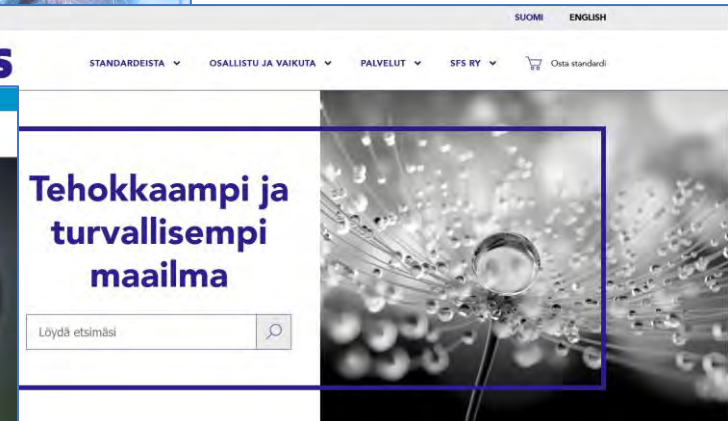 SUOMI ENGLISH
S
STANDARDEISTA OSALLISTU JA VAIKUTA PALVELUT SFS RY Osta standardi
Tehokkaampi ja
turvallisempi
maailma
Löydä etsimäsi